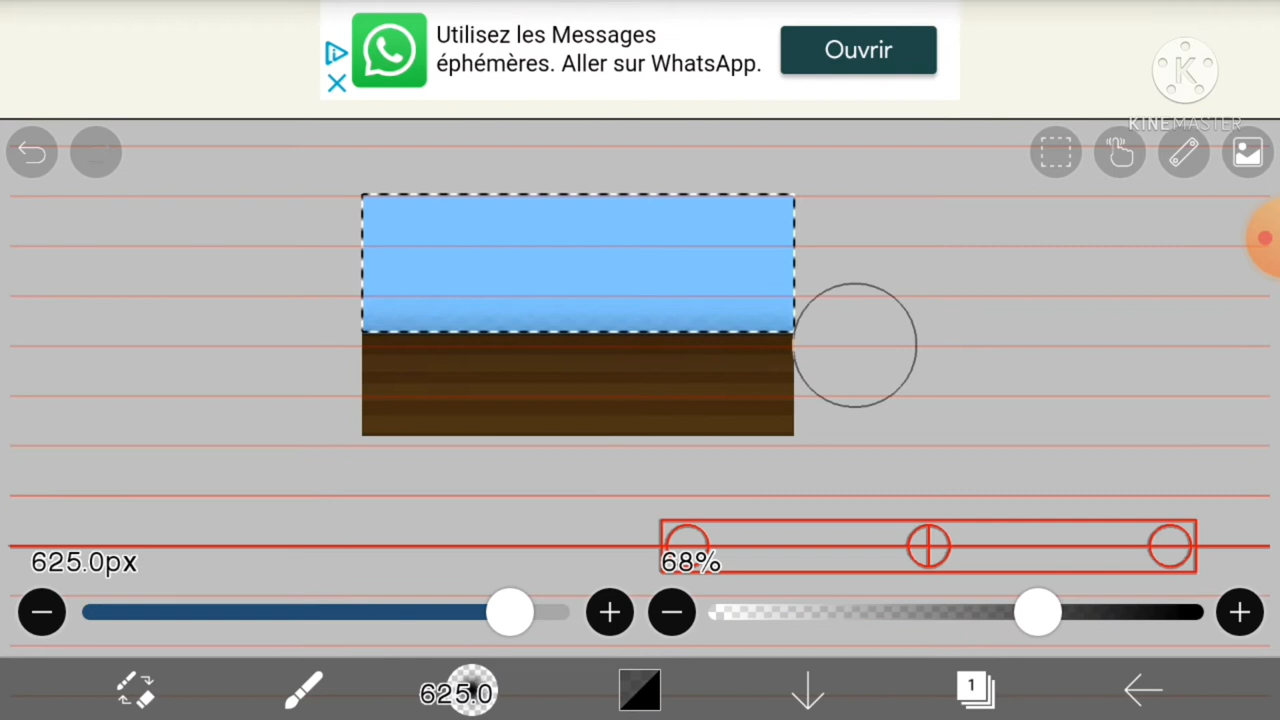 Utilisez les Messages
éphémères. Aller sur WhatsApp.
Ouvrir
K
KINEMASTER
625.0px
68%
625.0
1